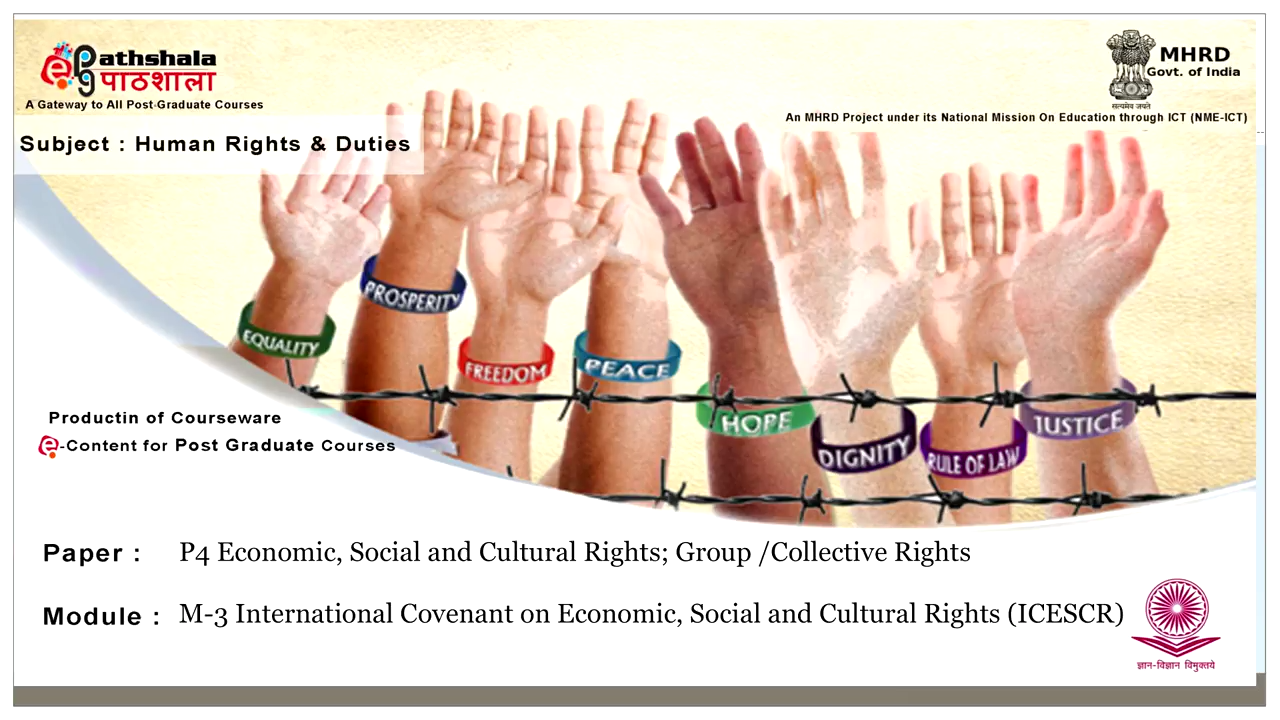 ePathshala
पाठशाला
A Gateway to All Post Graduate Courses
MHRD
Govt. of India
सत्यमेव जयते
An MHRD Project under its National Mission On Education through ICT (NME-ICT)
Subject : Human Rights & Duties
EQUALITY
PROSPERITY
FREEDOM
PEACE
HOPE
DIGNITY
RULE OF LAW
JUSTICE
Productin of Courseware
e-Content for Post Graduate Courses
Paper : P4 Economic, Social and Cultural Rights; Group /Collective Rights
Module : M-3 International Covenant on Economic, Social and Cultural Rights (ICESCR)
ज्ञान-विज्ञान विमुक्तये